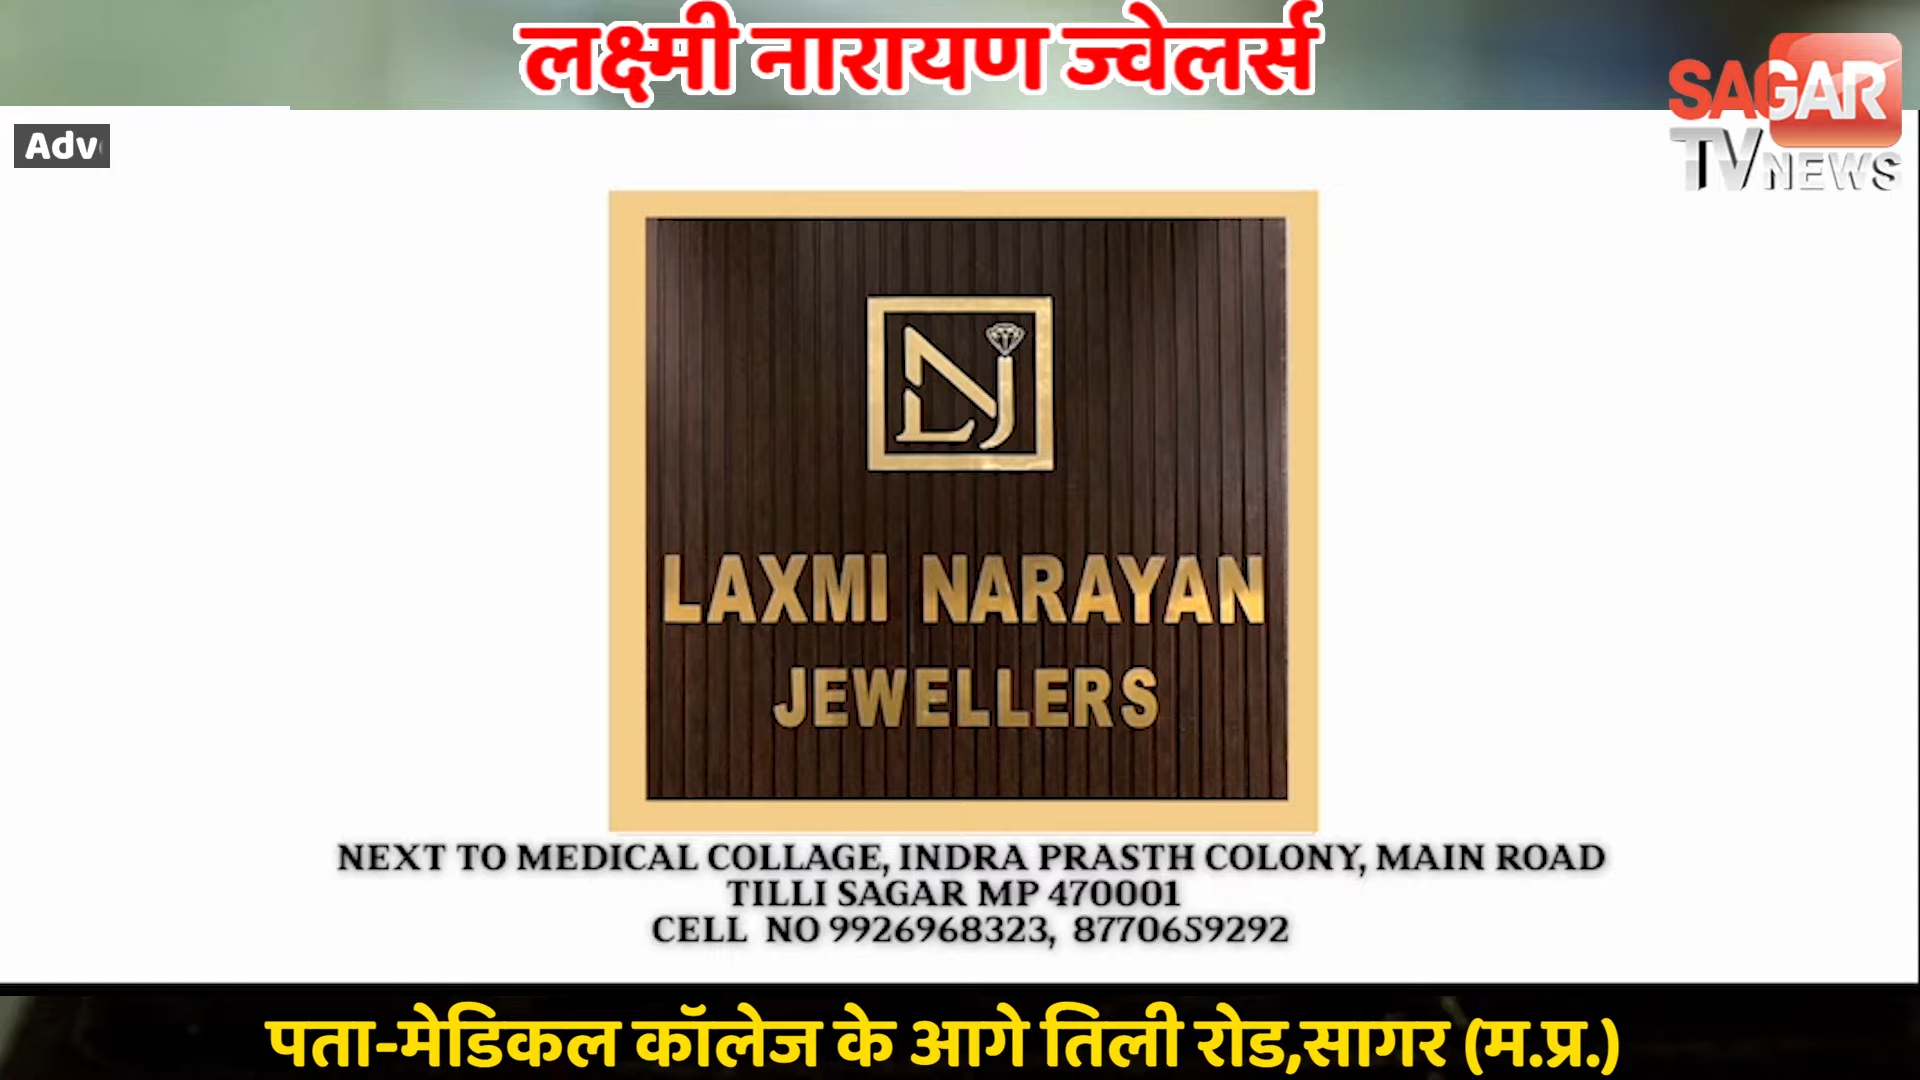 लक्ष्मी नारायण ज्वेलर्स
SAGAR
TV NEWS
Adv
LNJ
LAXMI NARAYAN
JEWELLERS
NEXT TO MEDICAL COLLAGE, INDRA PRASTH COLONY, MAIN ROAD
TILLI SAGAR MP 470001
CELL NO 9926968323, 8770659292
पता-मेडिकल कॉलेज के आगे तिली रोड,सागर (म.प्र.)